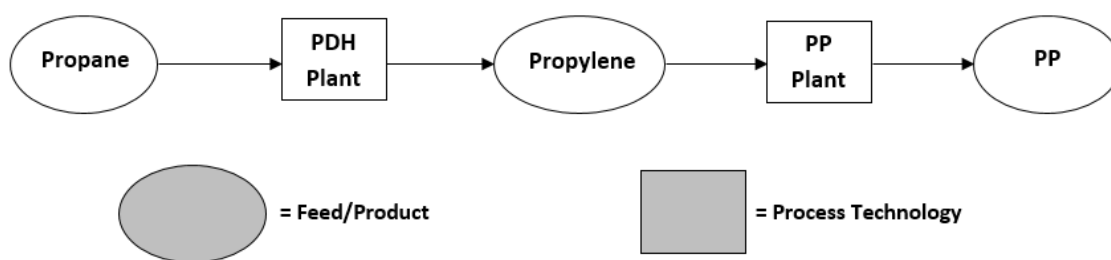 Propane
PDH
Plant
Propylene
PP
Plant
PP
= Feed/Product
= Process Technology